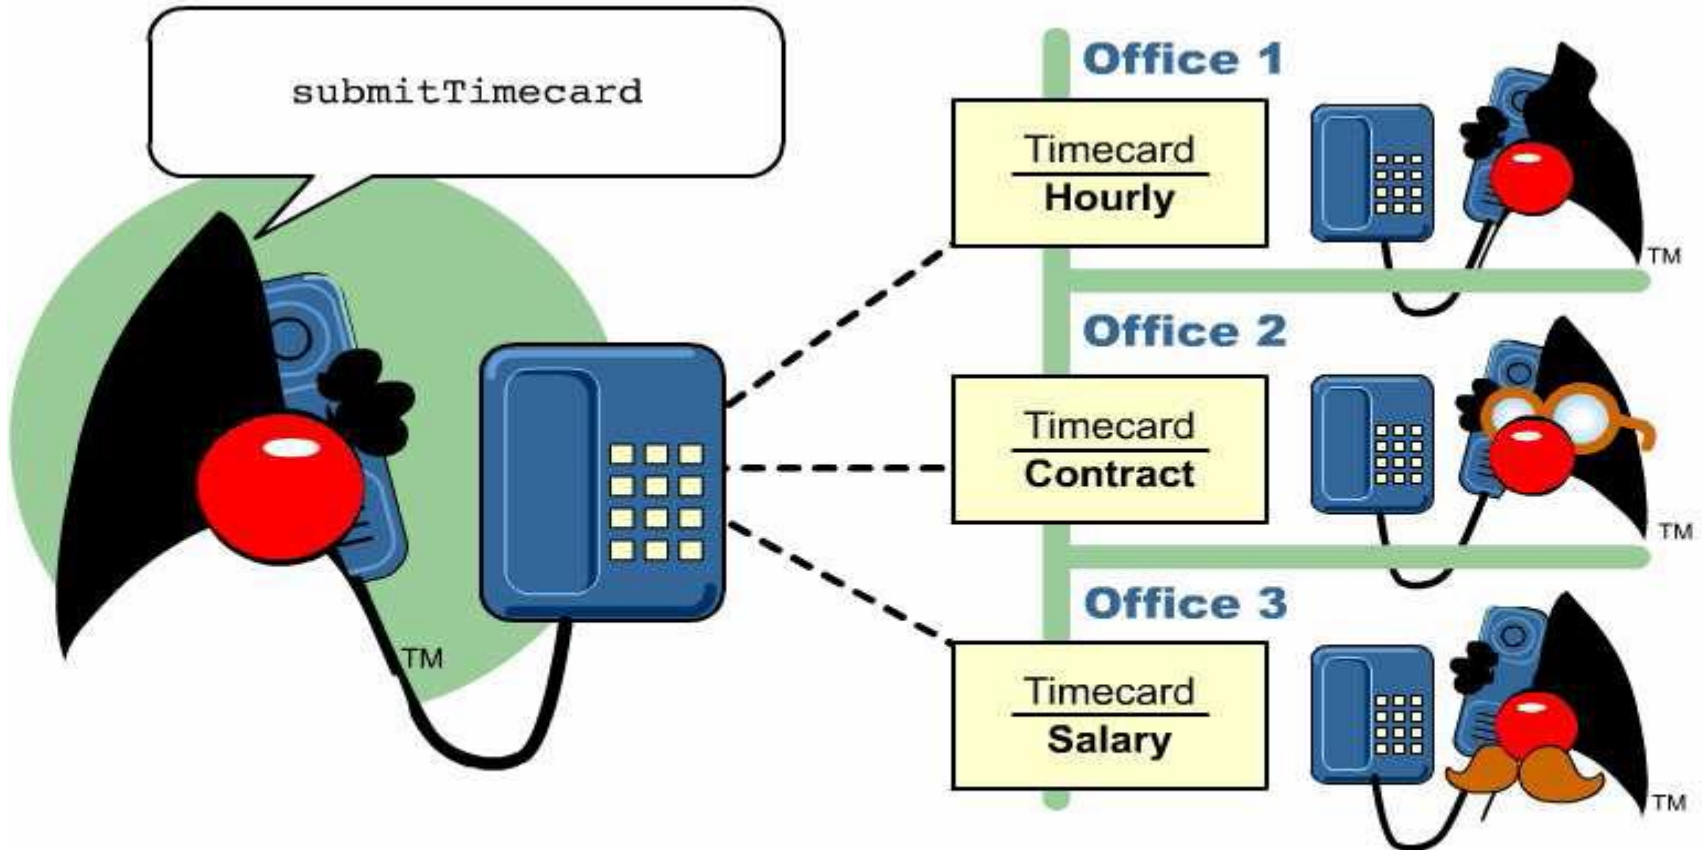 submitTimecard
TM
Office 1
Timecard
Hourly
TM
Office 2
Timecard
Contract
TM
Office 3
Timecard
Salary
TM